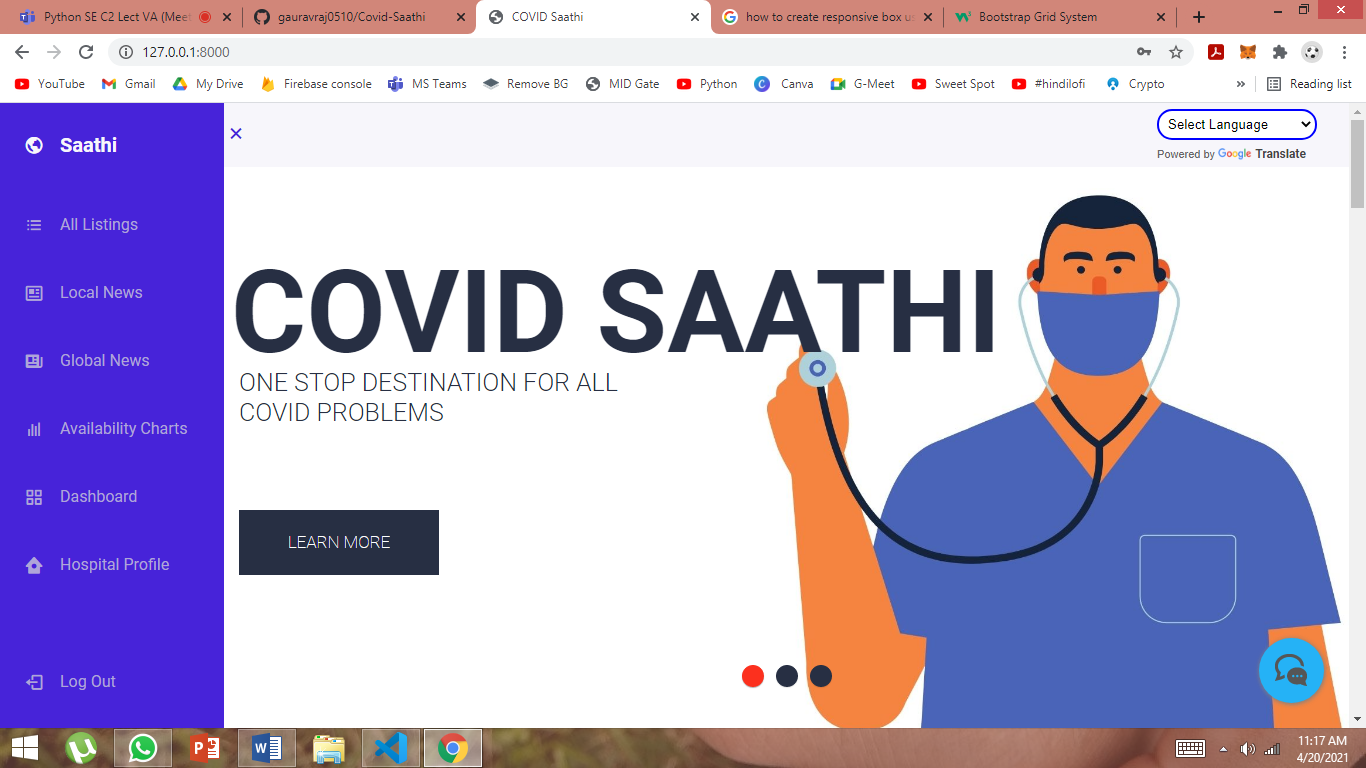 Python SE C2 Lect VA (Meet
gauravraj0510/Covid-Saathi
COVID Saathi
how to create responsive box us
Bootstrap Grid System
127.0.0.1:8000
YouTube
Gmail
My Drive
Firebase console
MS Teams
Remove BG
MID Gate
Python
Canva
G-Meet
Sweet Spot
#hindilofi
Crypto
»
Reading list
Saathi
Select Language
Powered by Google Translate
All Listings
Local News
Global News
Availability Charts
Dashboard
Hospital Profile
Log Out
COVID SAATHI
ONE STOP DESTINATION FOR ALL
COVID PROBLEMS
LEARN MORE
11:17 AM
4/20/2021